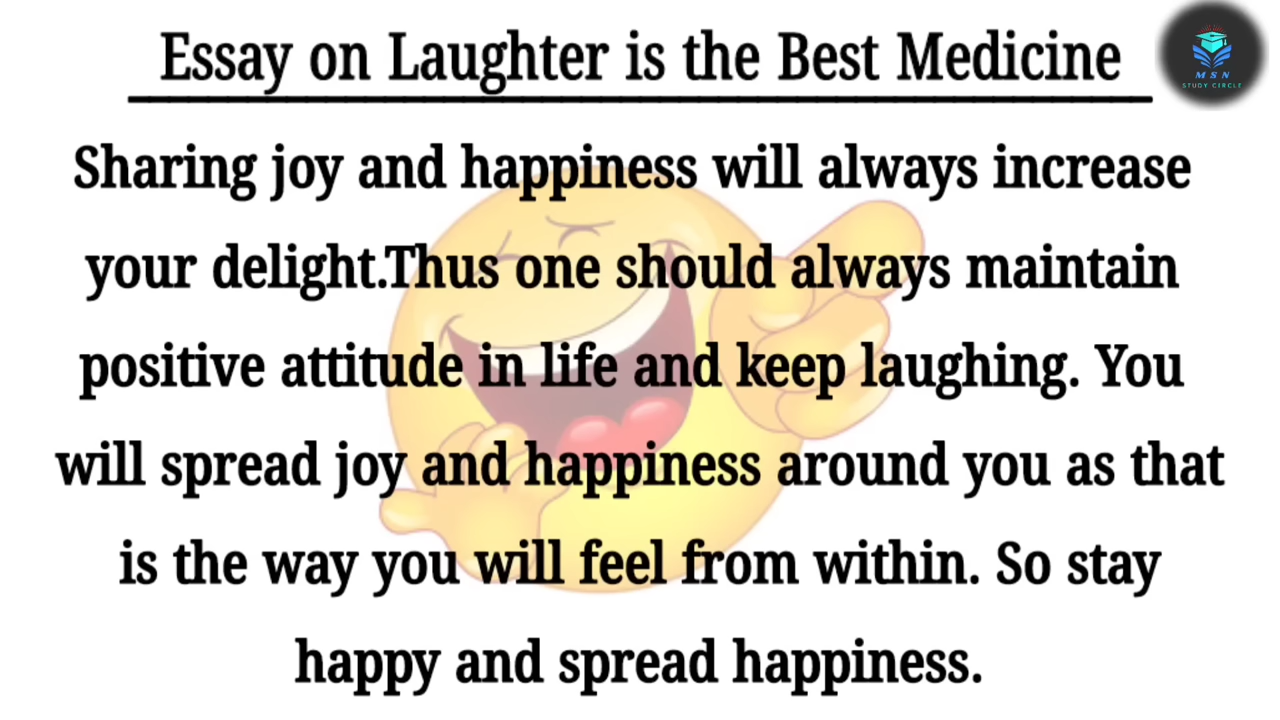 Essay on Laughter is the Best Medicine
MSN
STUDY CIRCLE
Sharing joy and happiness will always increase
your delight.Thus one should always maintain
positive attitude in life and keep laughing. You
will spread joy and happiness around you as that
is the way you will feel from within. So stay
happy and spread happiness.